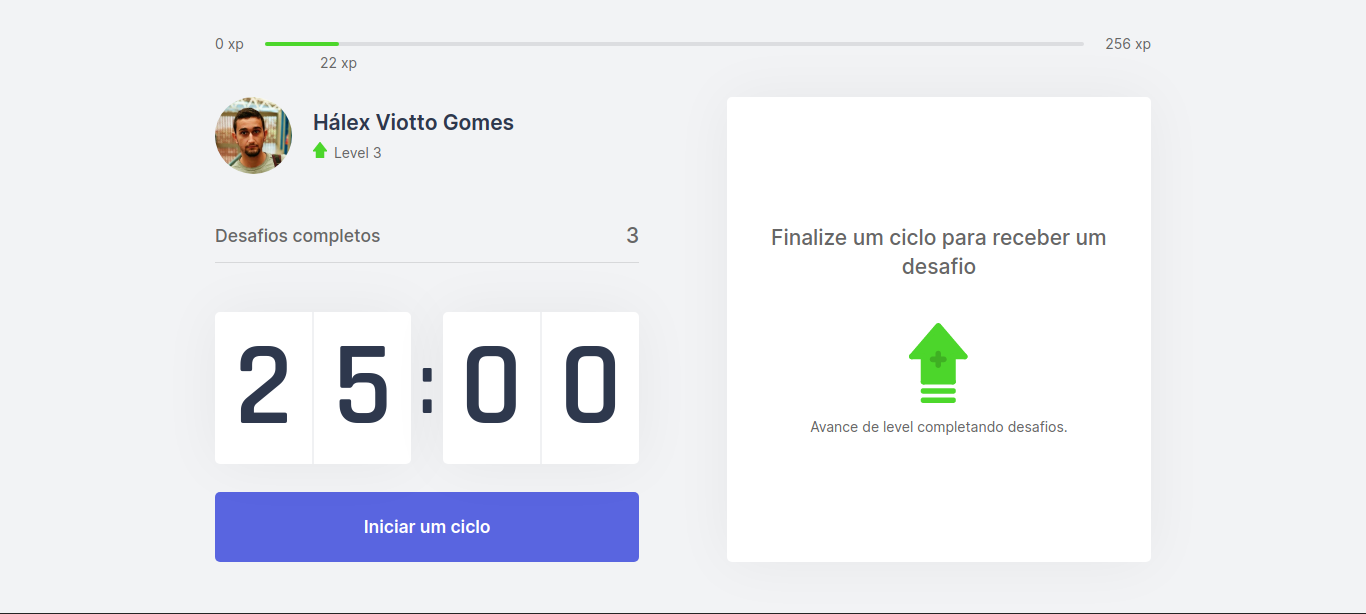 0 xp
256 xp
22 xp
Hálex Viotto Gomes
Level 3
Desafios completos 3
25:00
Iniciar um ciclo
Finalize um ciclo para receber um
desafio
Avance de level completando desafios.